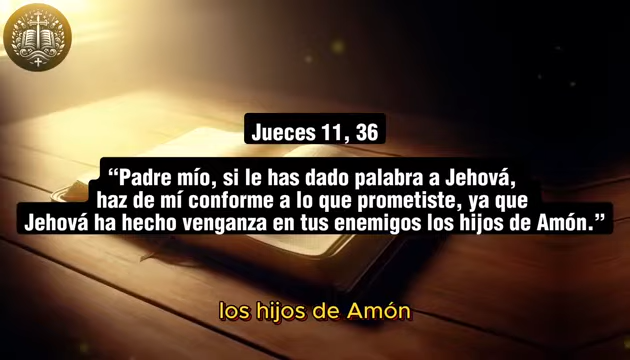 Jueces 11, 36
“Padre mío, si le has dado palabra a Jehová,
haz de mí conforme a lo que prometiste, ya que
Jehová ha hecho venganza en tus enemigos los hijos de Amón.”
los hijos de Amón